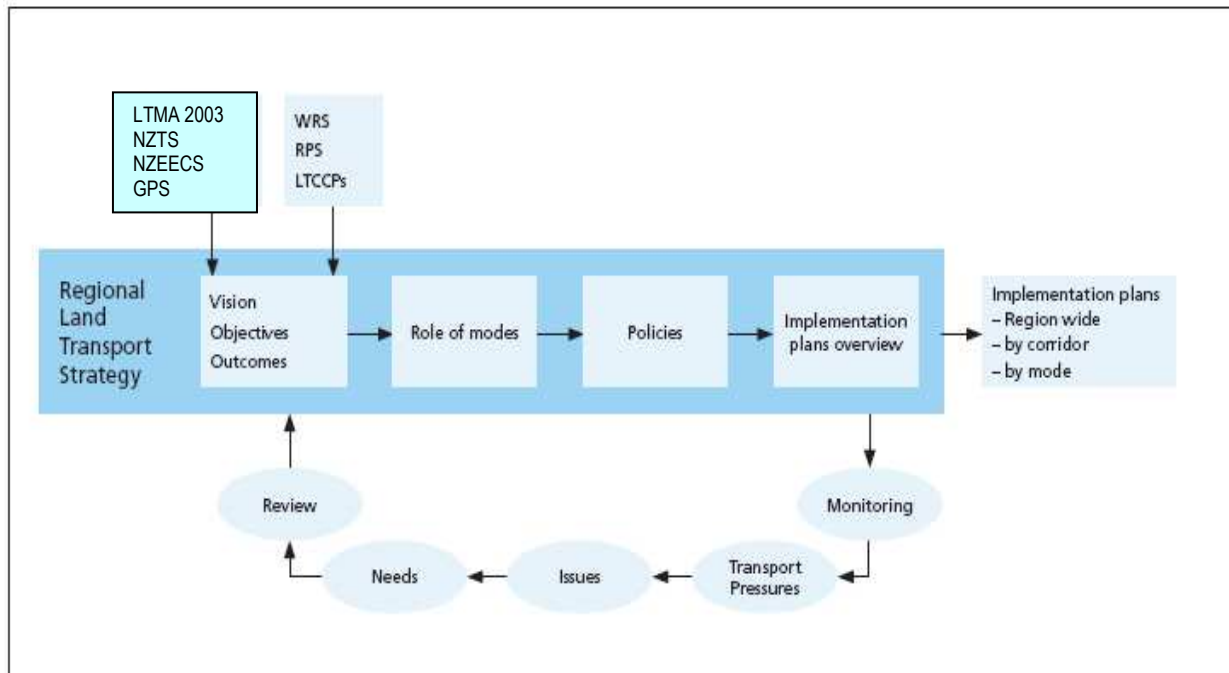 LTMA 2003
NZTS
NZEECS
GPS
WRS
RPS
LTCCPs
Regional
Land
Transport
Strategy
Vision
Objectives
Outcomes
Role of modes
Policies
Implementation
plans overview
Implementation plans
– Region wide
– by corridor
– by mode
Monitoring
Transport
Pressures
Issues
Needs
Review